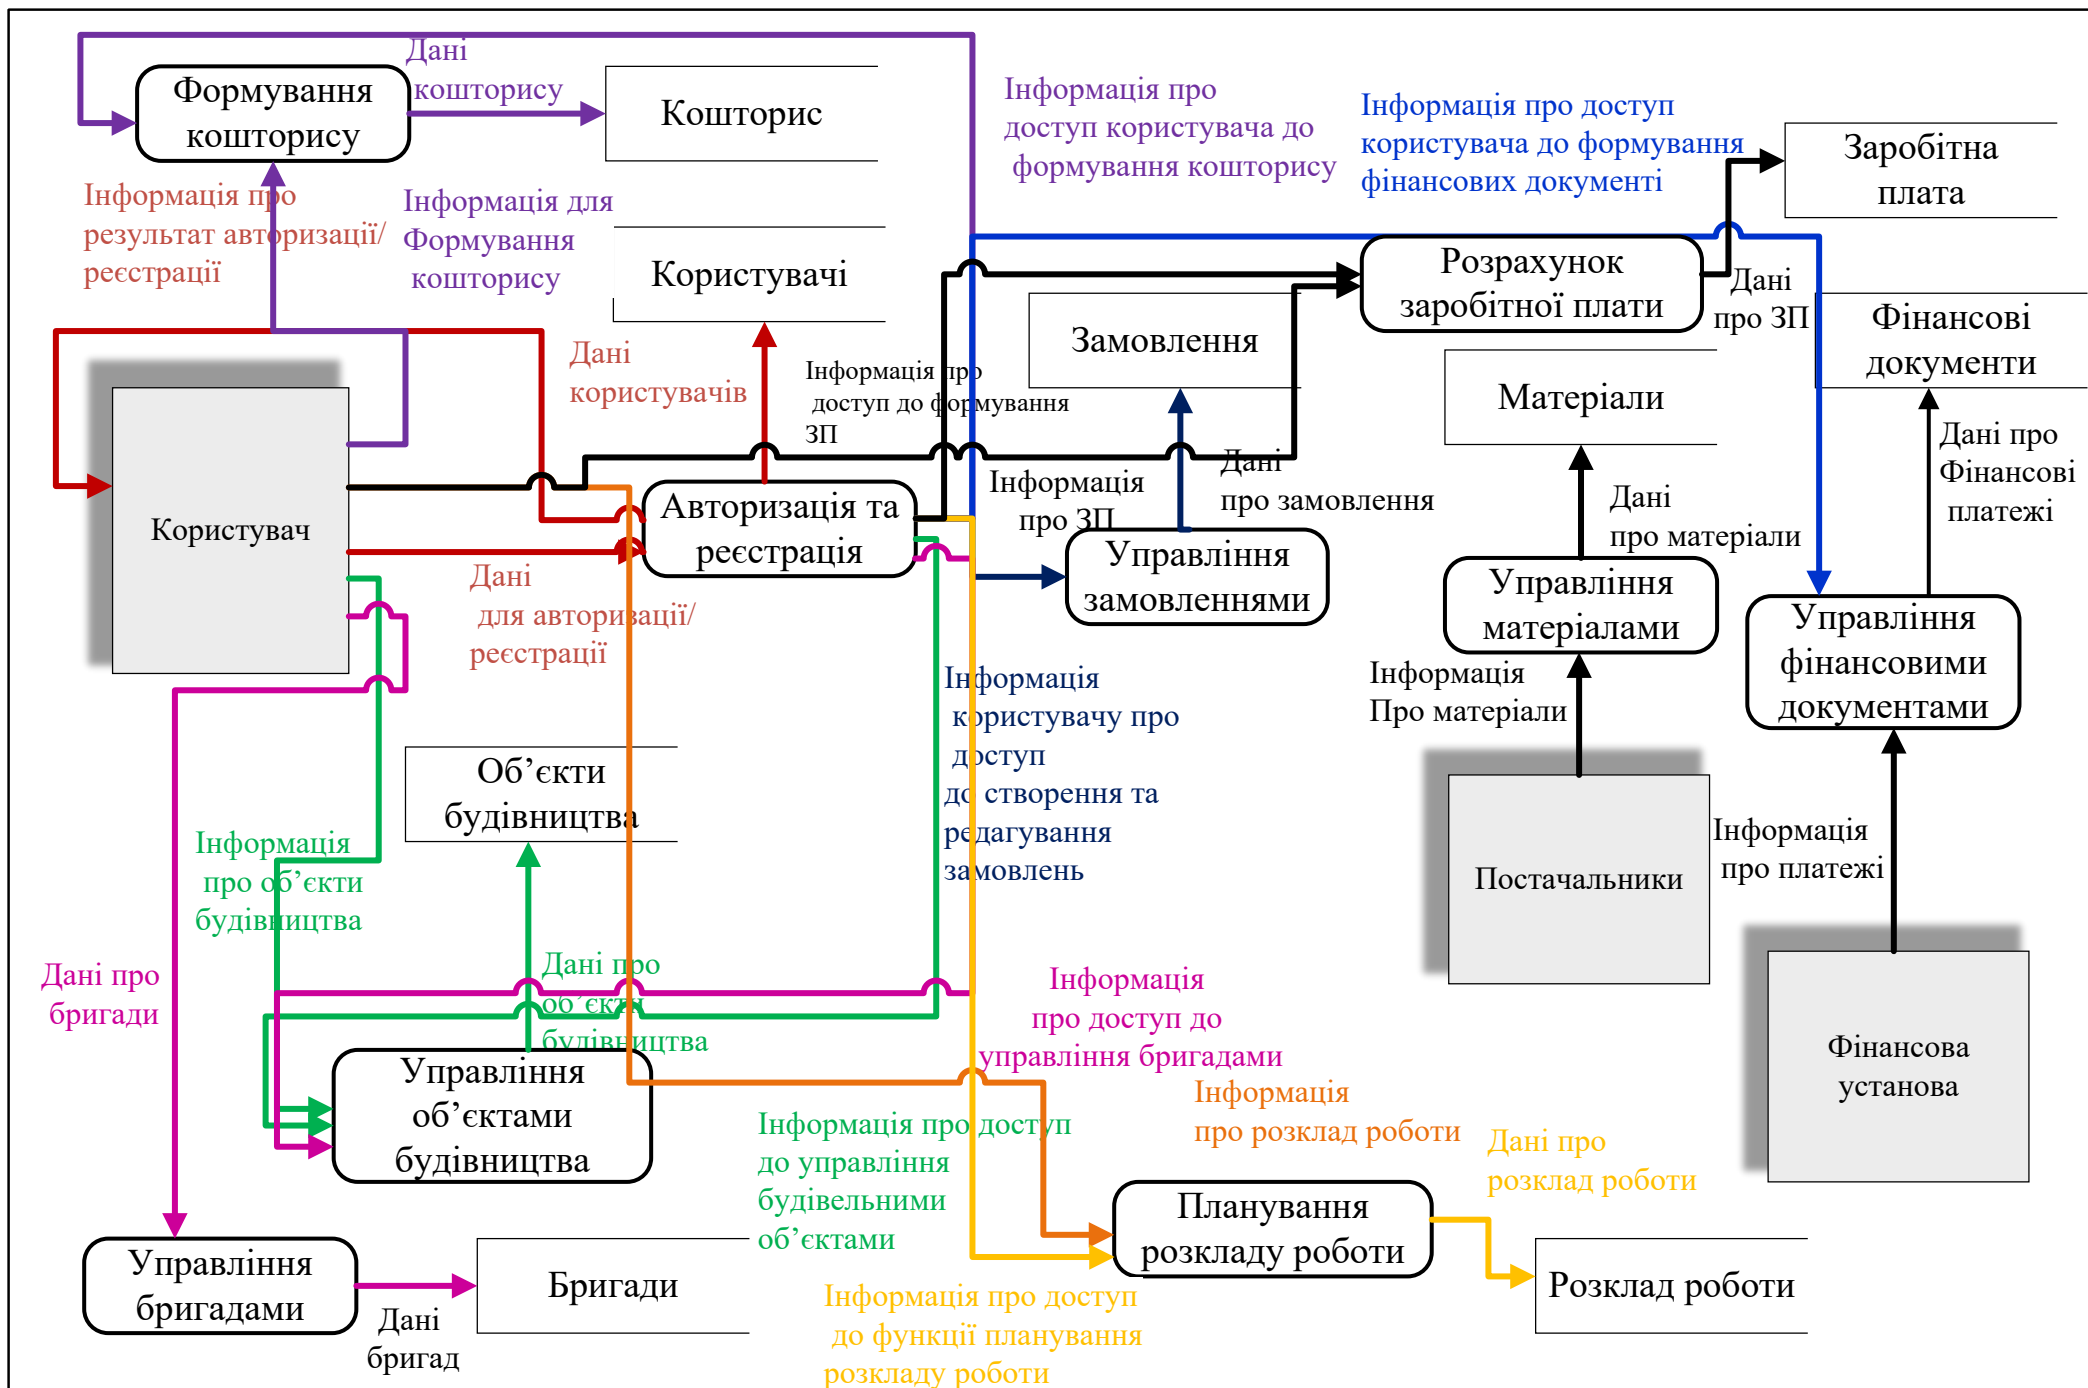 Дані
кошторису
Формування
кошторису
Кошторис
Інформація про
доступ користувача до
формування кошторису
Інформація про доступ
користувача до формування
фінансових документі
Заробітна
плата
Інформація про
результат авторизації/
реєстрації
Інформація для
Формування
кошторису
Користувачі
Розрахунок
заробітної плати
Дані
про ЗП
Замовлення
Фінансові
документи
Дані
користувачів
Інформація про
доступ до формування
ЗП
Матеріали
Дані про
Фінансові
платежі
Користувач
Авторизація та
реєстрація
Інформація
про ЗП
Дані
про замовлення
Дані
про матеріали
Управління
замовленнями
Управління
матеріалами
Управління
фінансовими
документами
Дані
для авторизації/
реєстрації
Інформація
користувачу про
доступ
до створення та
редагування
замовлень
Інформація
Про матеріали
Об’єкти
будівництва
Інформація
про об’єкти
будівництва
Постачальники
Інформація
про платежі
Дані про
бригади
Дані про
об’єкти
будівництва
Інформація
про доступ до
управління бригадами
Фінансова
установа
Управління
об’єктами
будівництва
Інформація про доступ
до управління
будівельними
об’єктами
Інформація
про розклад роботи
Дані про
розклад роботи
Планування
розкладу роботи
Управління
бригадами
Дані
бригад
Бригади
Інформація про доступ
до функції планування
розкладу роботи
Розклад роботи